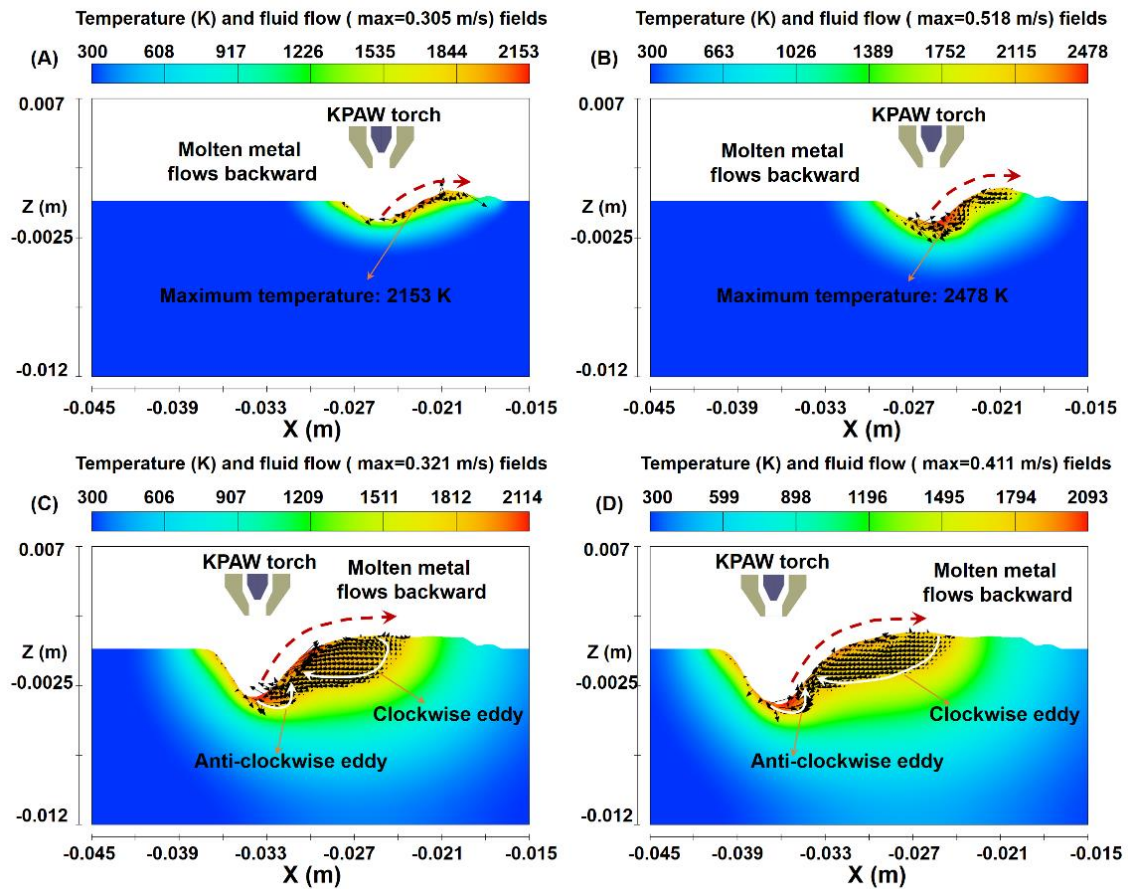 Temperature (K) and fluid flow ( max=0.305 m/s) fields
(A)
300 608 917 1226 1535 1844 2153
0.007
KPAW torch
Molten metal
flows backward
Z (m)
-0.0025
Maximum temperature: 2153 K
-0.012
-0.045 -0.039 -0.033 -0.027 -0.021 -0.015
X (m)
Temperature (K) and fluid flow ( max=0.518 m/s) fields
(B)
300 663 1026 1389 1752 2115 2478
0.007
KPAW torch
Molten metal
flows backward
Z (m)
-0.0025
Maximum temperature: 2478 K
-0.012
-0.045 -0.039 -0.033 -0.027 -0.021 -0.015
X (m)
Temperature (K) and fluid flow ( max=0.321 m/s) fields
(C)
300 606 907 1209 1511 1812 2114
0.007
KPAW torch
Molten metal
flows backward
Z (m)
-0.0025
Clockwise eddy
Anti-clockwise eddy
-0.012
-0.045 -0.039 -0.033 -0.027 -0.021 -0.015
X (m)
Temperature (K) and fluid flow ( max=0.411 m/s) fields
(D)
300 599 898 1196 1495 1794 2093
0.007
KPAW torch
Molten metal
flows backward
Z (m)
-0.0025
Clockwise eddy
Anti-clockwise eddy
-0.012
-0.045 -0.039 -0.033 -0.027 -0.021 -0.015
X (m)